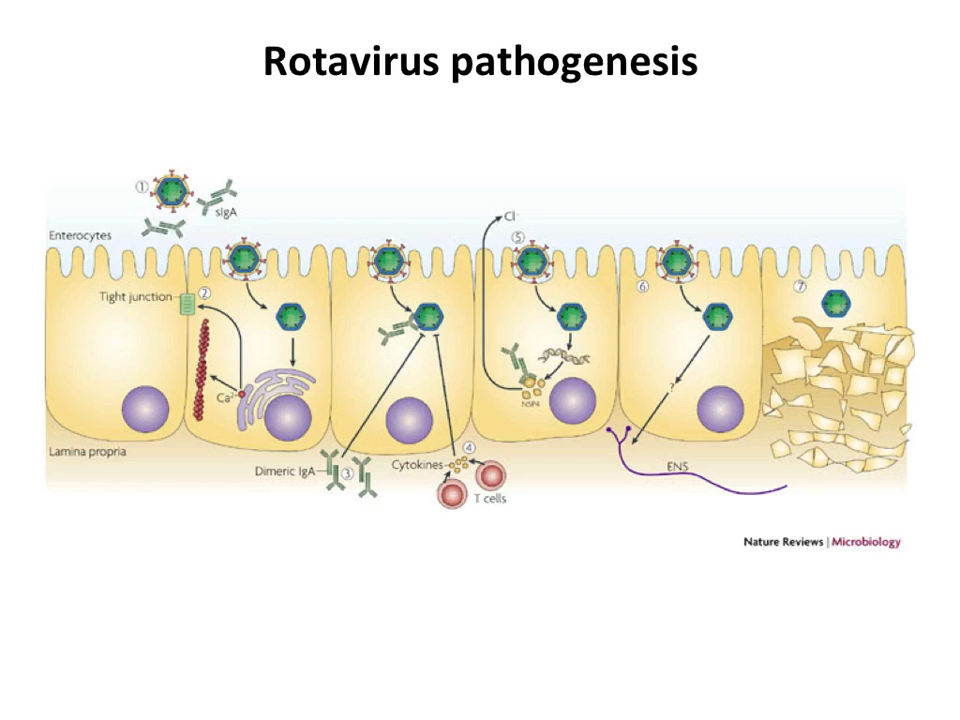 Rotavirus pathogenesis
①
sIgA
Cl⁻
⑤
Enterocytes
⑥
⑦
Tight junction
②
Ca²⁺
?
NSP4
Lamina propria
Dimeric IgA
③
Cytokines
④
T cells
ENS
Nature Reviews | Microbiology